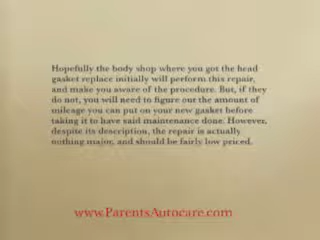 Hopefully the body shop where you got the head
gasket replace initially will perform this repair,
and make you aware of the procedure. But, if they
do not, you will need to figure out the amount of
mileage you can put on your new gasket before
taking it to have said maintenance done. However,
despite its description, the repair is actually
nothing major, and should be fairly low priced.
www.ParentsAutocare.com